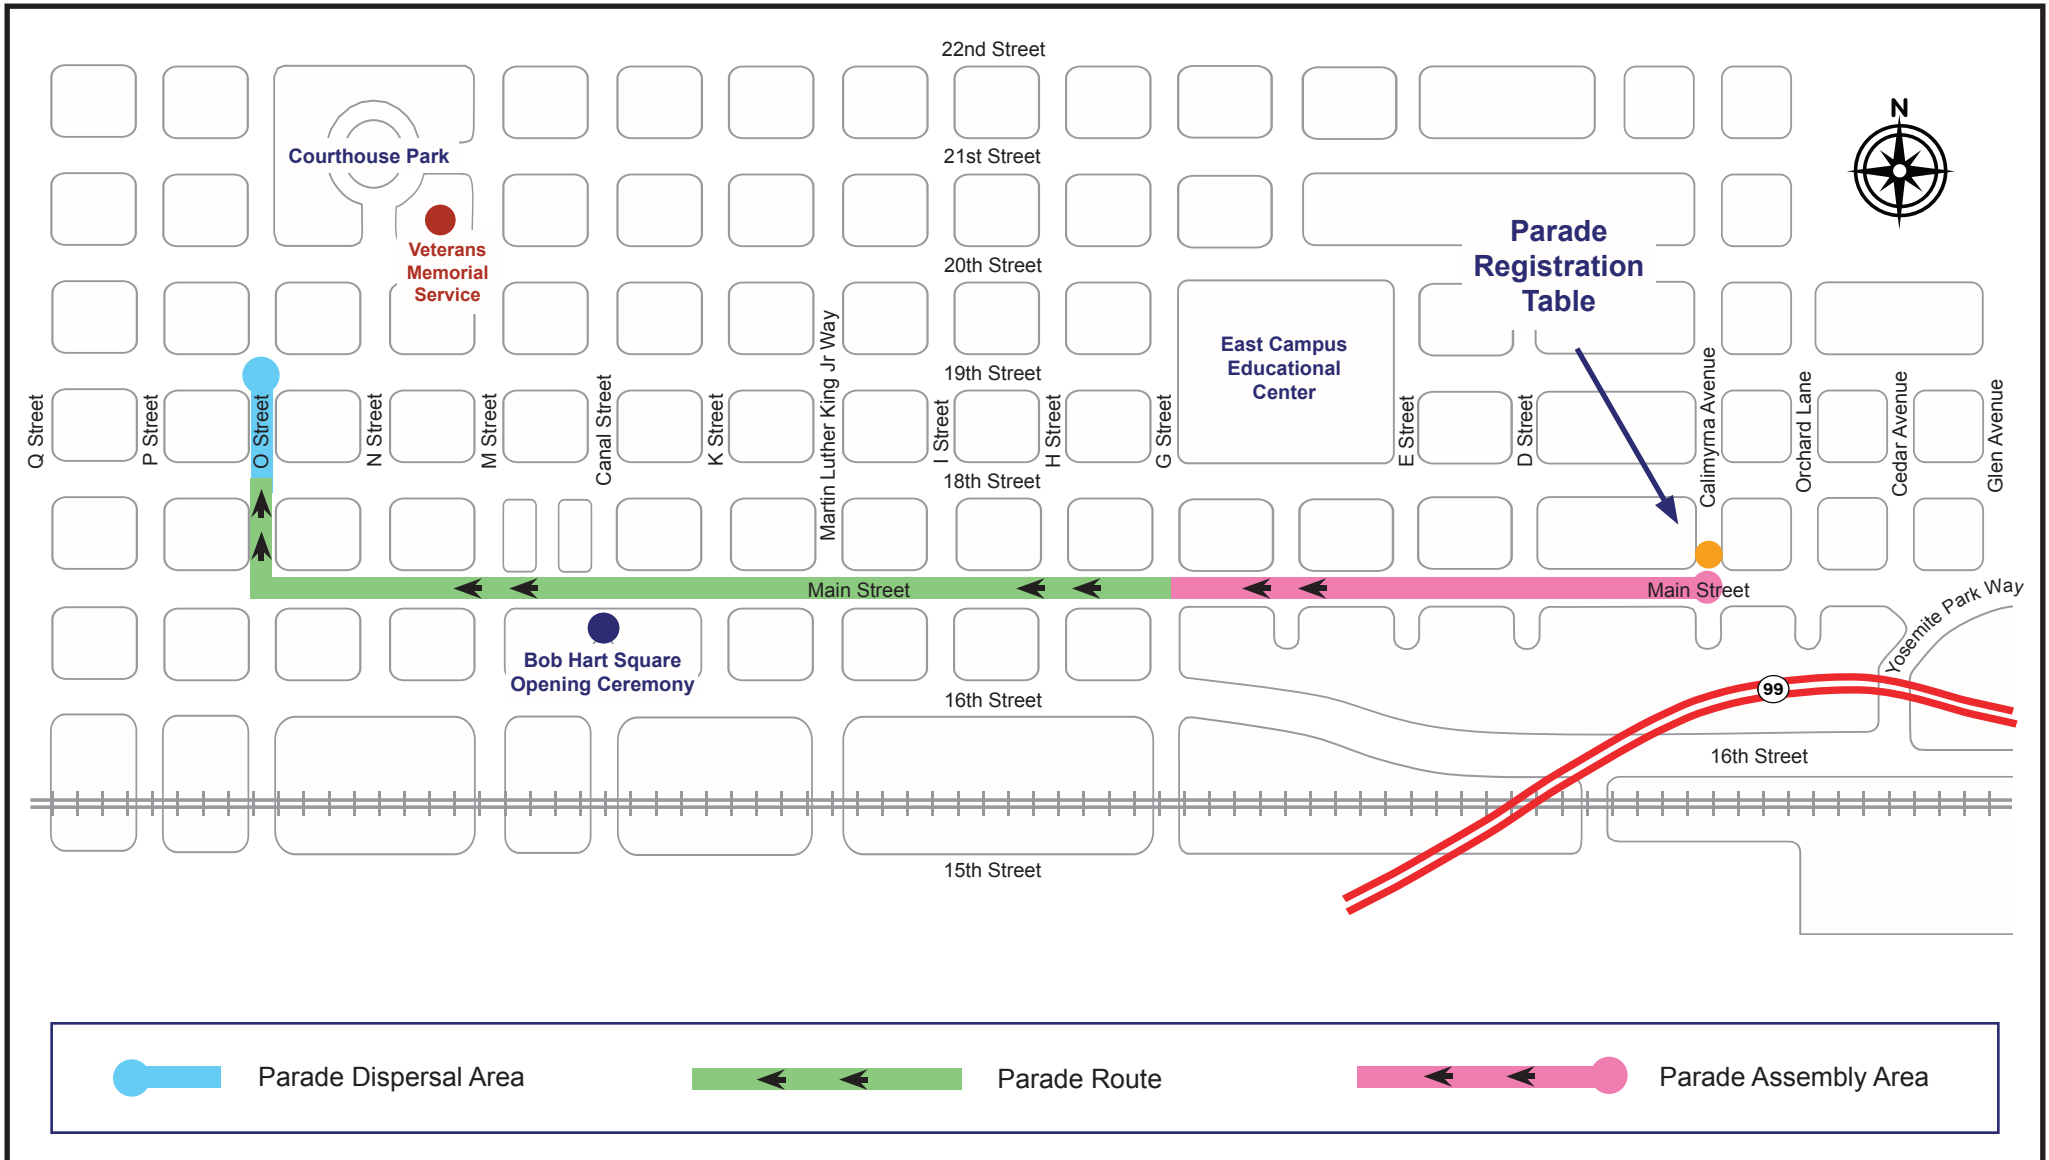 22nd Street
N
Courthouse Park
21st Street
Veterans
Memorial
Service
20th Street
Parade
Registration
Table
East Campus
Educational
Center
19th Street
Q Street
P Street
O Street
N Street
M Street
Canal Street
K Street
Martin Luther King Jr Way
I Street
H Street
G Street
E Street
D Street
Calimyrna Avenue
Orchard Lane
Cedar Avenue
Glen Avenue
18th Street
Main Street
Main Street
Yosemite Park Way
Bob Hart Square
Opening Ceremony
16th Street
99
16th Street
15th Street
Parade Dispersal Area
Parade Route
Parade Assembly Area